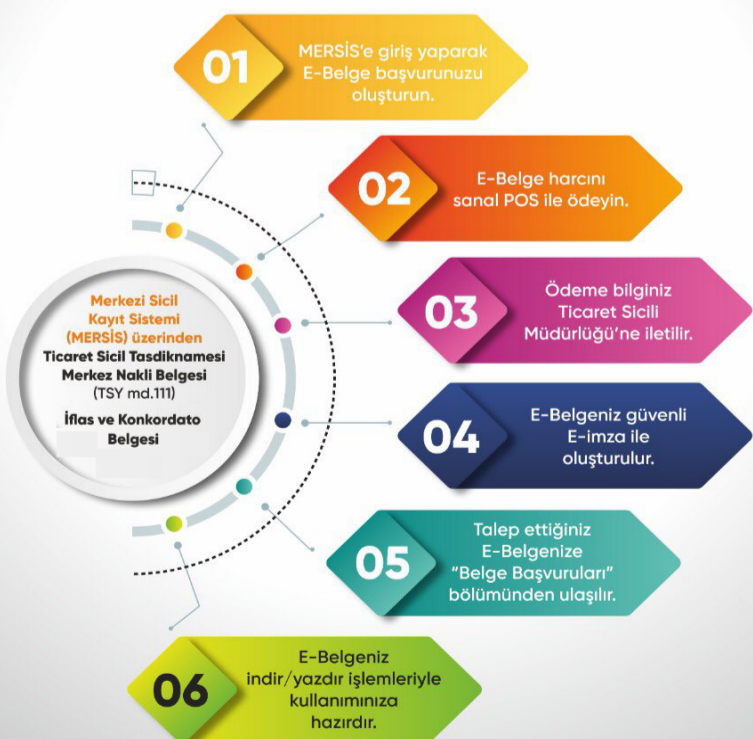 01
MERSİS'e giriş yaparak
E-Belge başvurunuzu
oluşturun.
02
E-Belge harcını
sanal POS ile ödeyin.
03
Ödeme bilginiz
Ticaret Sicili
Müdürlüğü'ne iletilir.
Merkezi Sicil
Kayıt Sistemi
(MERSİS) üzerinden
Ticaret Sicil Tasdiknamesi
Merkez Nakli Belgesi
(TSY md.111)
İflas ve Konkordato
Belgesi
04
E-Belgeniz güvenli
E-imza ile
oluşturulur.
05
Talep ettiğiniz
E-Belgenize
"Belge Başvuruları"
bölümünden ulaşılır.
06
E-Belgeniz
indir/yazdır işlemleriyle
kullanımınıza
hazırdır.